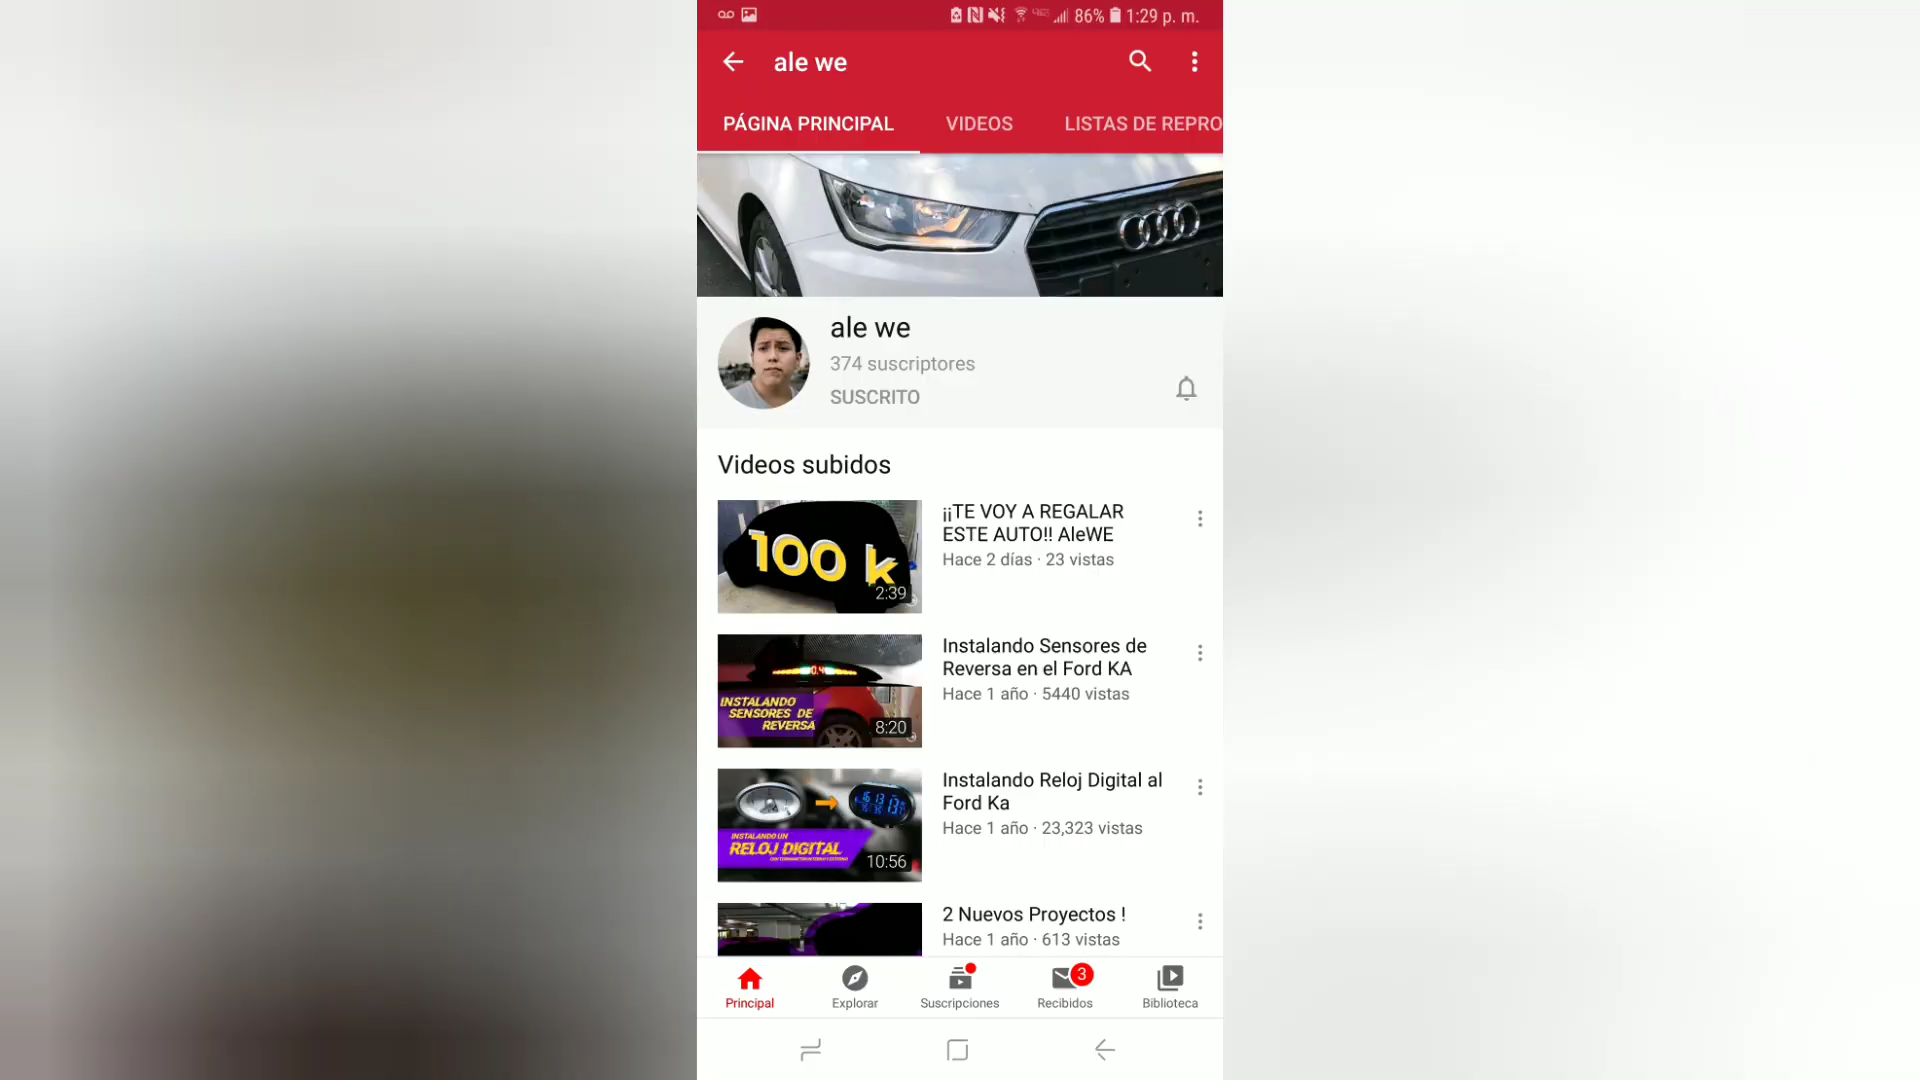 86% 1:29 p. m.
ale we
PÁGINA PRINCIPAL VIDEOS LISTAS DE REPRO
ale we
374 suscriptores
SUSCRITO
Videos subidos
100 k
2:39
¡¡TE VOY A REGALAR
ESTE AUTO!! AleWE
Hace 2 días · 23 vistas
0.4
INSTALANDO
SENSORES DE
REVERSA
8:20
Instalando Sensores de
Reversa en el Ford KA
Hace 1 año · 5440 vistas
INSTALANDO UN
RELOJ DIGITAL
10:56
Instalando Reloj Digital al
Ford Ka
Hace 1 año · 23,323 vistas
2 Nuevos Proyectos !
Hace 1 año · 613 vistas
3
Principal Explorar Suscripciones Recibidos Biblioteca